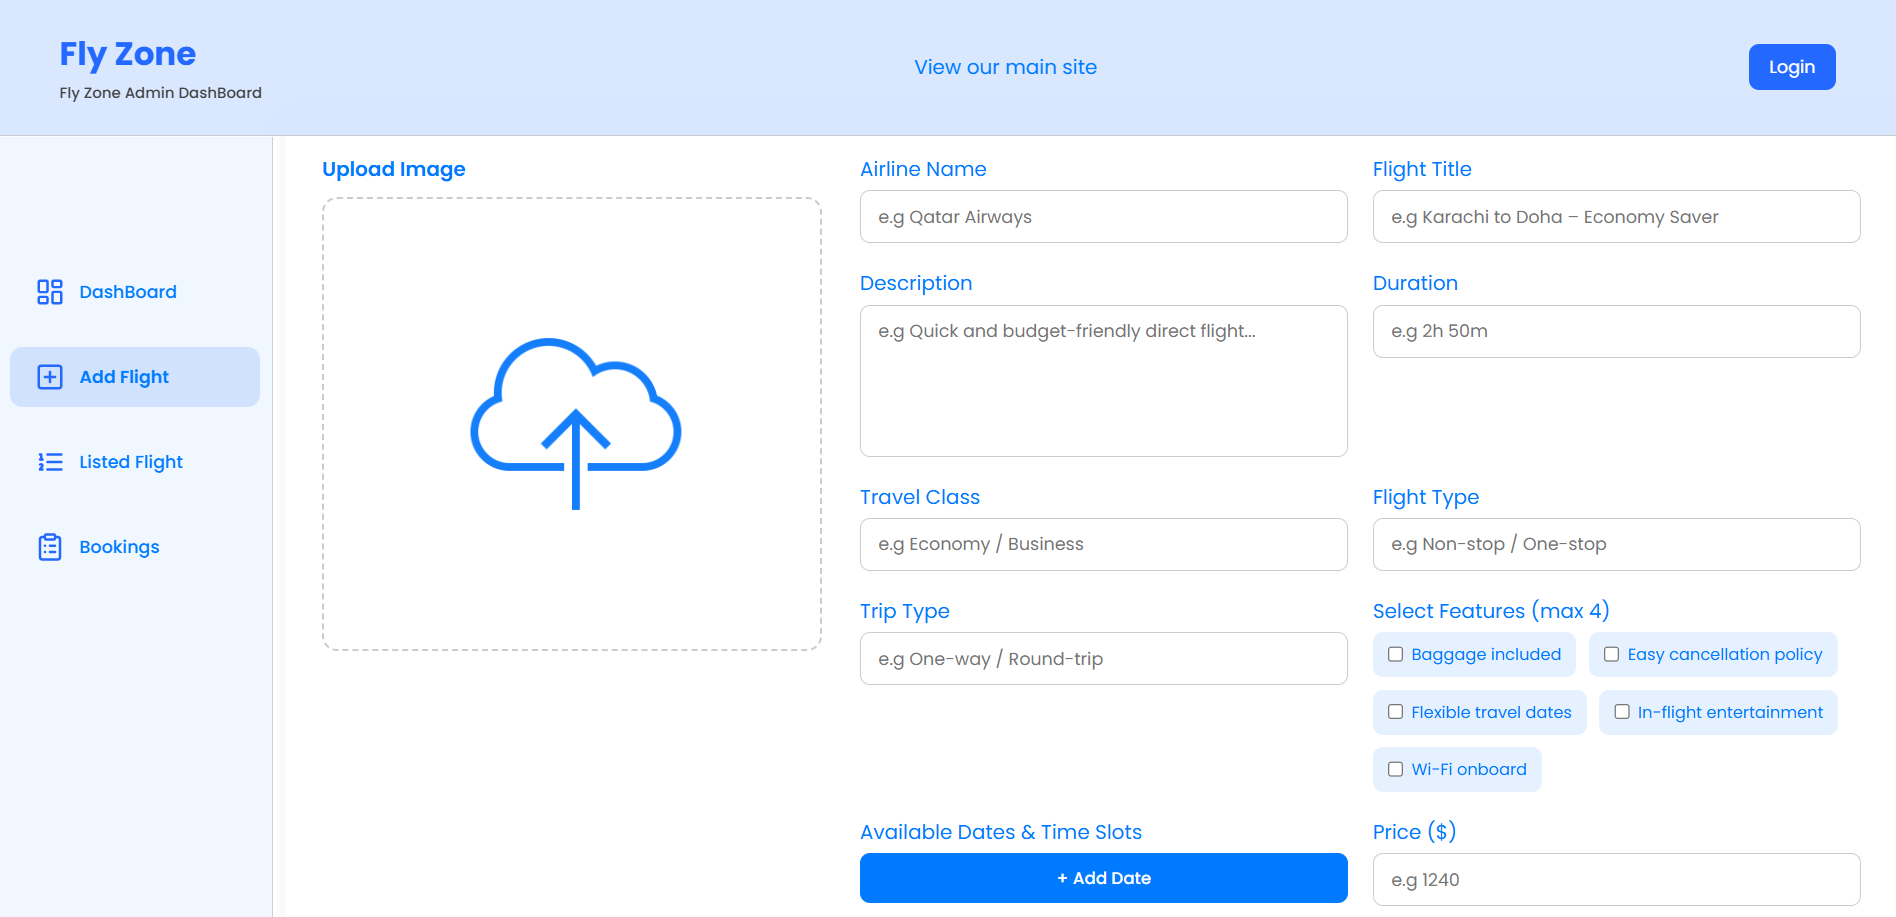 Fly Zone
Fly Zone Admin DashBoard
View our main site
Login
DashBoard
Add Flight
Listed Flight
Bookings
Upload Image
Airline Name
e.g Qatar Airways
Flight Title
e.g Karachi to Doha – Economy Saver
Description
e.g Quick and budget-friendly direct flight...
Duration
e.g 2h 50m
Travel Class
e.g Economy / Business
Flight Type
e.g Non-stop / One-stop
Trip Type
e.g One-way / Round-trip
Select Features (max 4)
Baggage included
Easy cancellation policy
Flexible travel dates
In-flight entertainment
Wi-Fi onboard
Available Dates & Time Slots
+ Add Date
Price ($)
e.g 1240